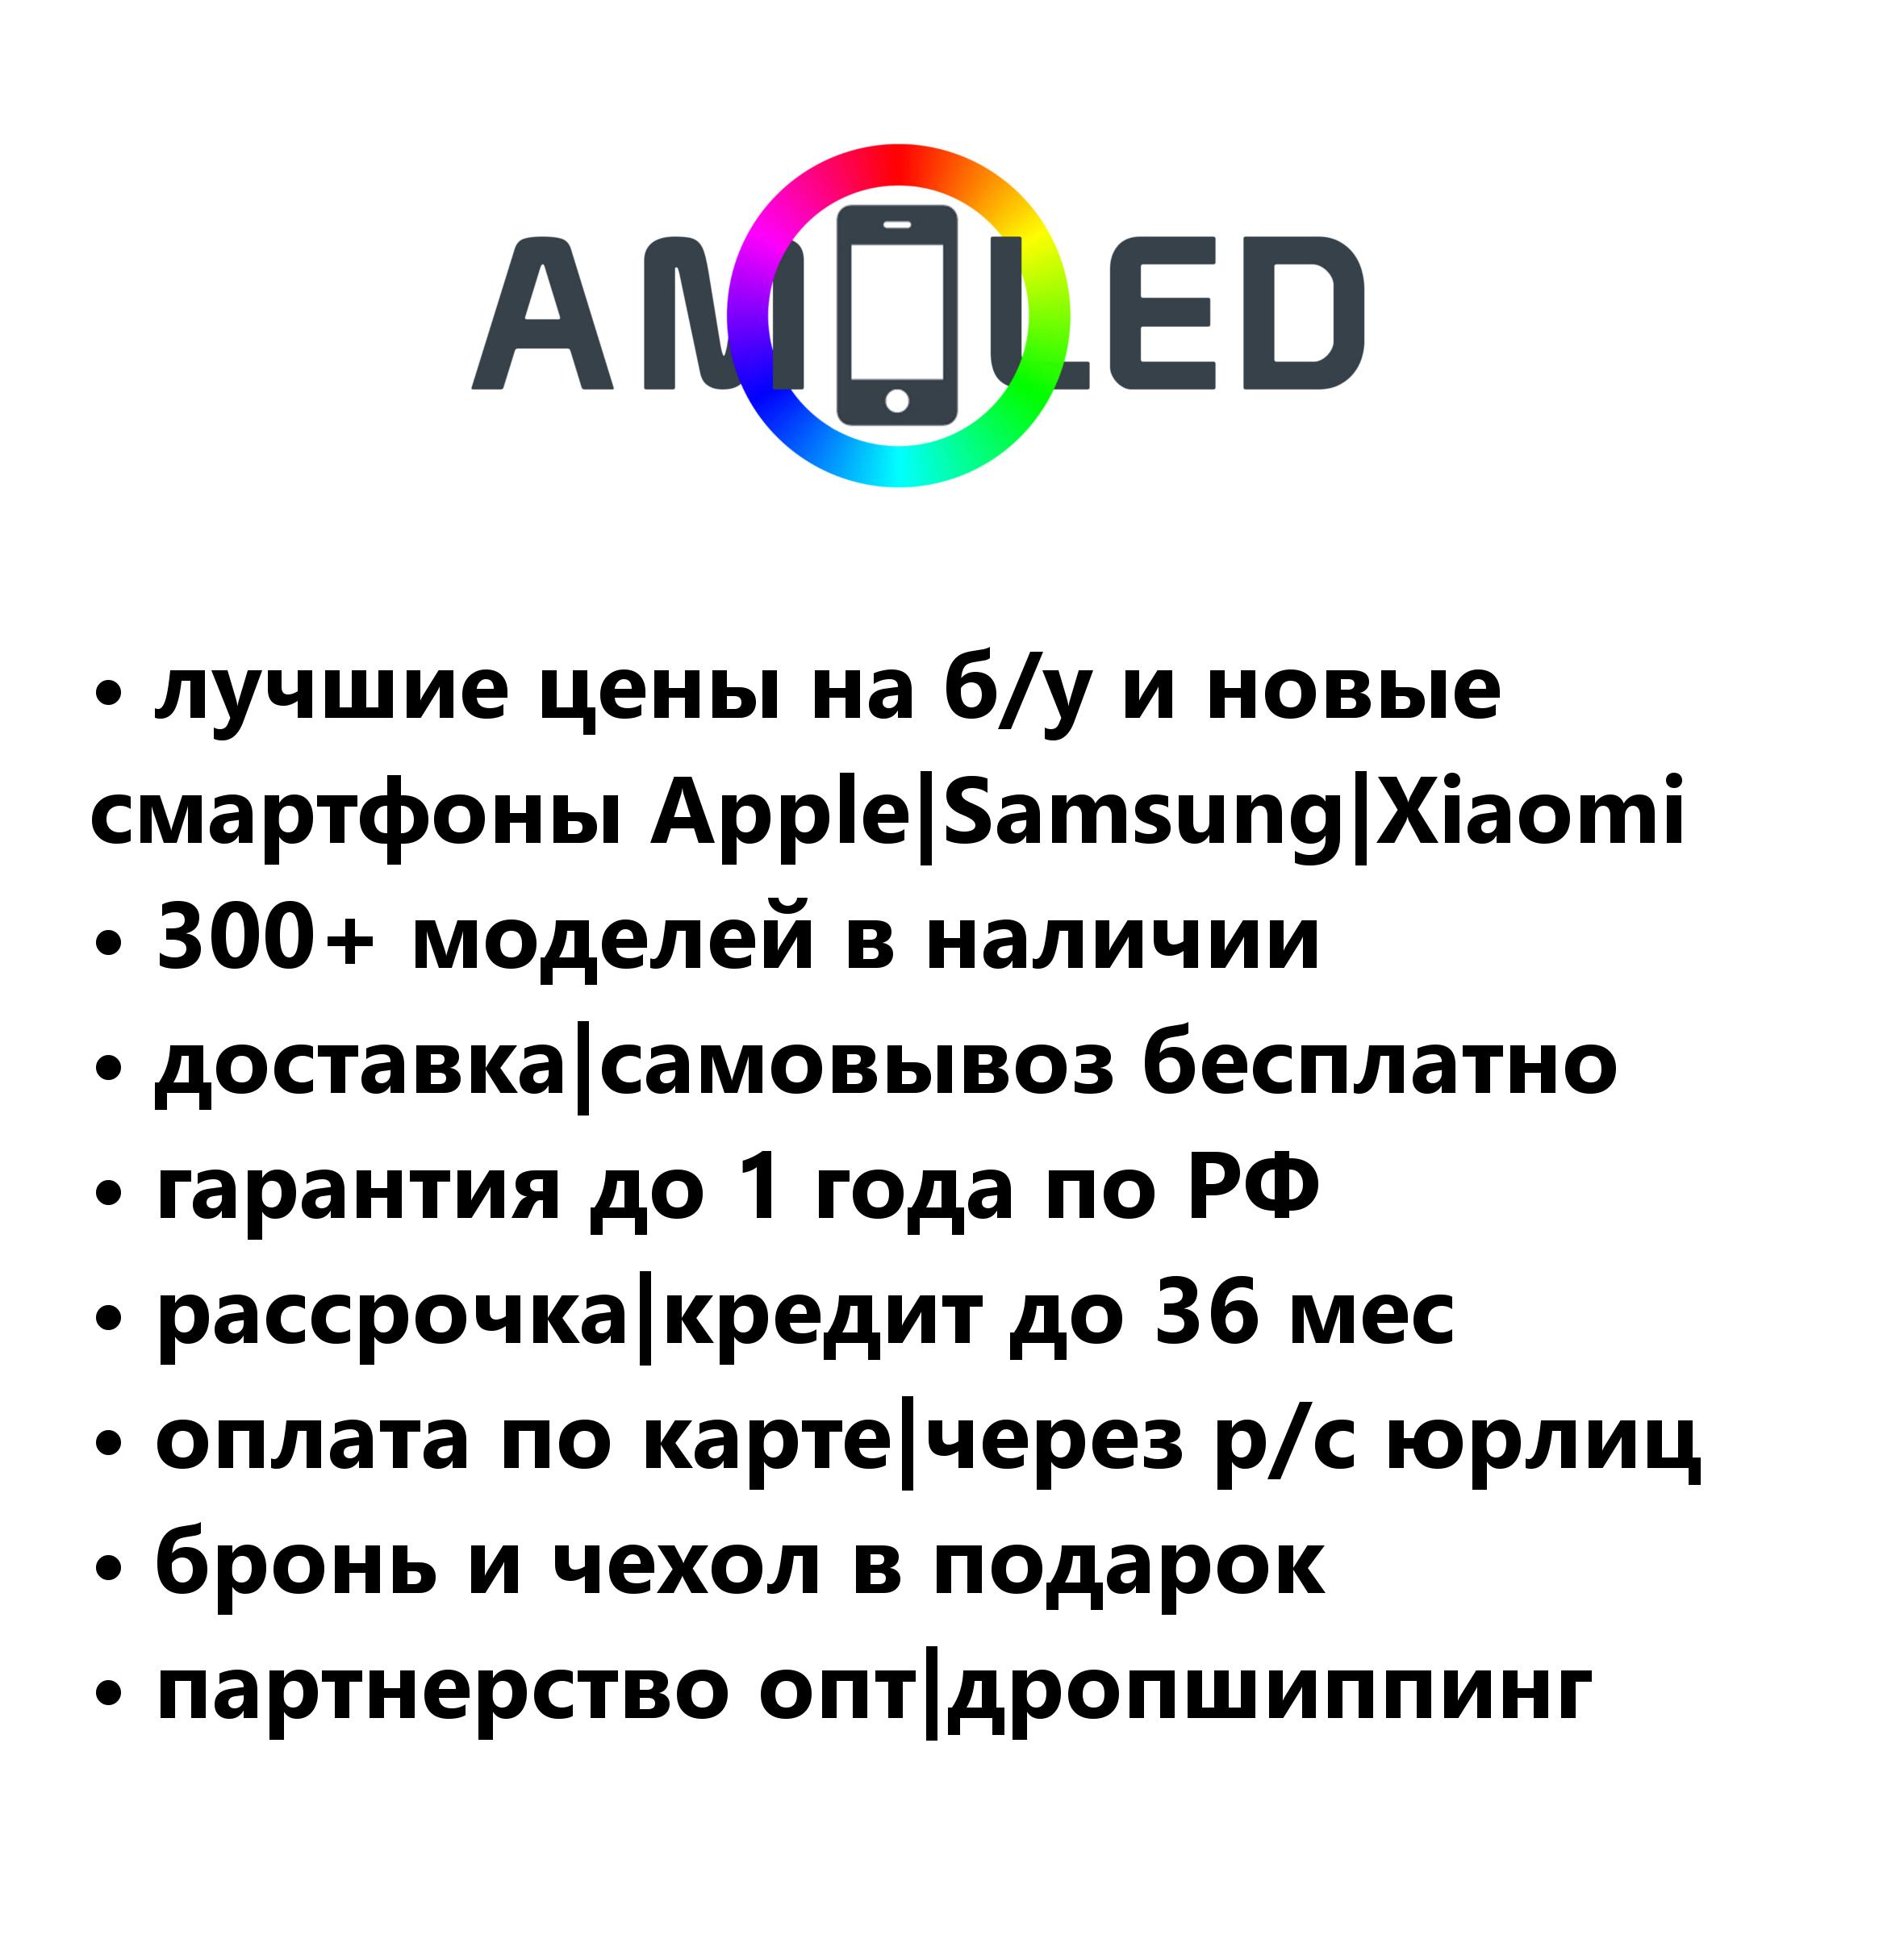 AMOLED
• лучшие цены на б/у и новые
смартфоны Apple|Samsung|Xiaomi
• 300+ моделей в наличии
• доставка|самовывоз бесплатно
• гарантия до 1 года по РФ
• рассрочка|кредит до 36 мес
• оплата по карте|через р/с юрлиц
• бронь и чехол в подарок
• партнерство опт|дропшиппинг